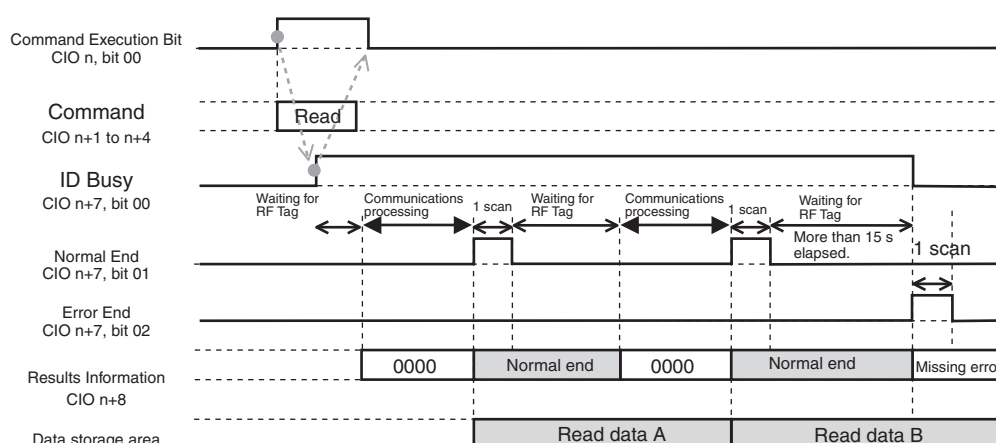 Command Execution Bit
CIO n, bit 00
Command
CIO n+1 to n+4
Read
ID Busy
CIO n+7, bit 00
Waiting for
RF Tag
Communications
processing
1 scan
Waiting for
RF Tag
Communications
processing
1 scan
Waiting for
RF Tag
More than 15 s
elapsed.
1 scan
Normal End
CIO n+7, bit 01
Error End
CIO n+7, bit 02
Results Information
CIO n+8
0000
Normal end
0000
Normal end
Missing erro
Data storage area
Read data A
Read data B